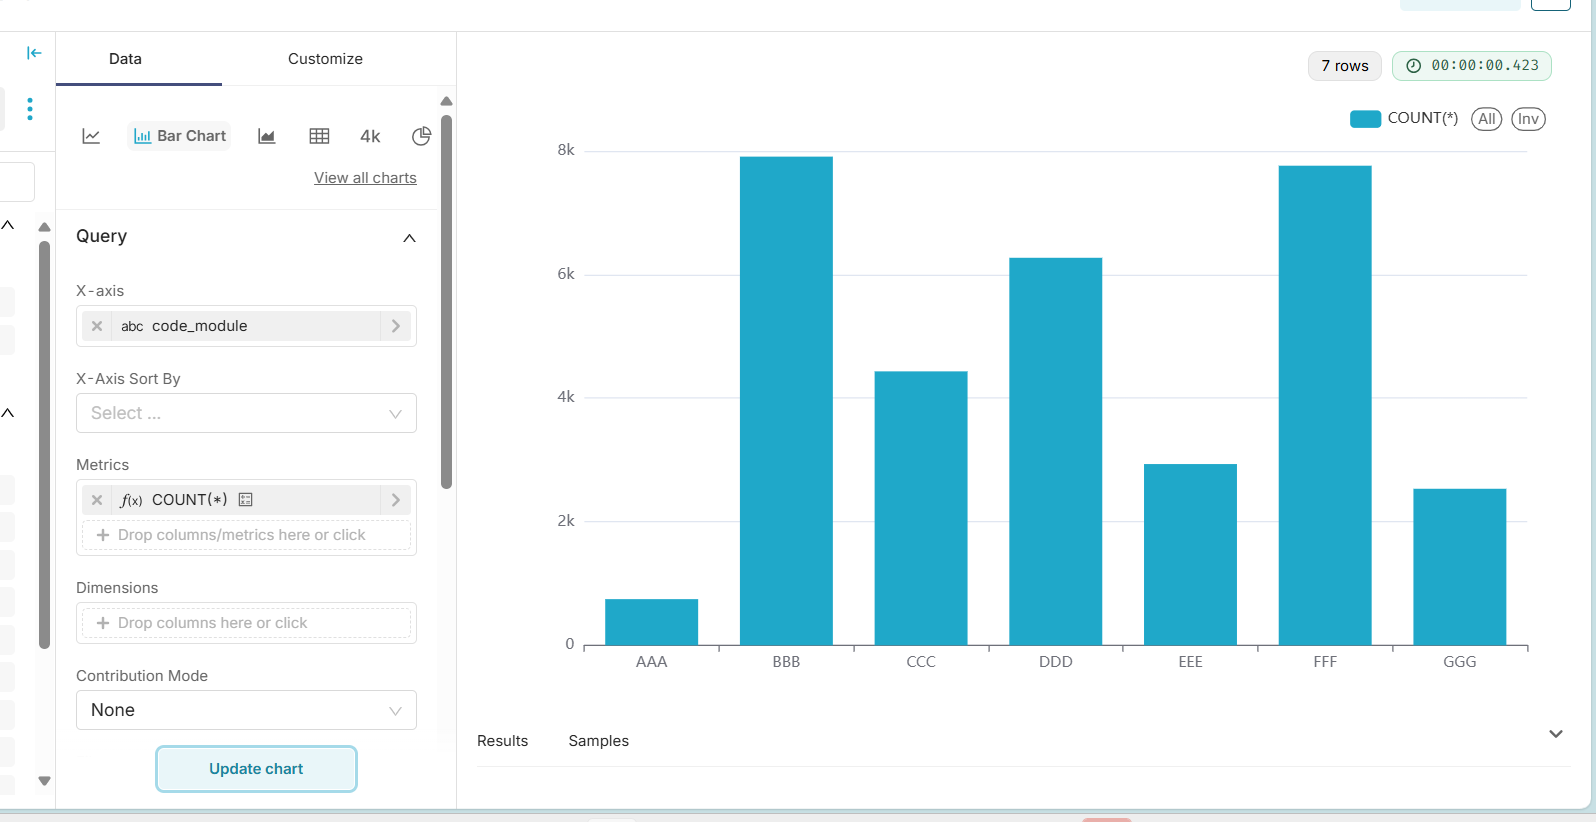 Data
Customize
7 rows
00:00:00.423
Bar Chart
4k
View all charts
COUNT(*)
All
Inv
Query
X-axis
abc code_module
X-Axis Sort By
Select ...
Metrics
f(x) COUNT(*)
+ Drop columns/metrics here or click
Dimensions
+ Drop columns here or click
Contribution Mode
None
Update chart
8k
6k
4k
2k
0
AAA BBB CCC DDD EEE FFF GGG
Results
Samples